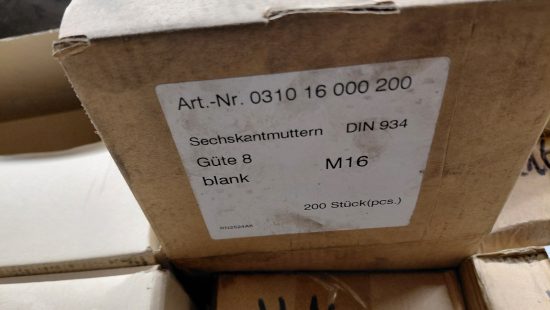 Art.-Nr. 0310 16 000 200
Sechskantmuttern DIN 934
Güte 8
M16
blank
200 Stück(pcs.)